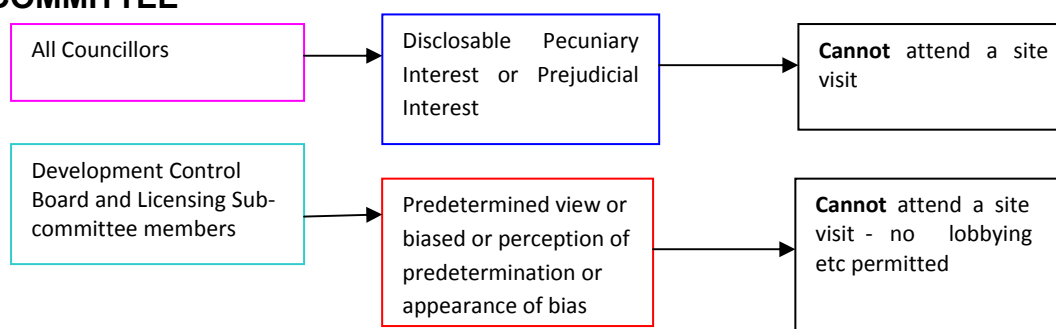 COMMITTEE
All Councillors
Disclosable Pecuniary
Interest or Prejudicial
Interest
Cannot attend a site
visit
Development Control
Board and Licensing Sub-
committee members
Predetermined view or
biased or perception of
predetermination or
appearance of bias
Cannot attend a site
visit - no lobbying
etc permitted